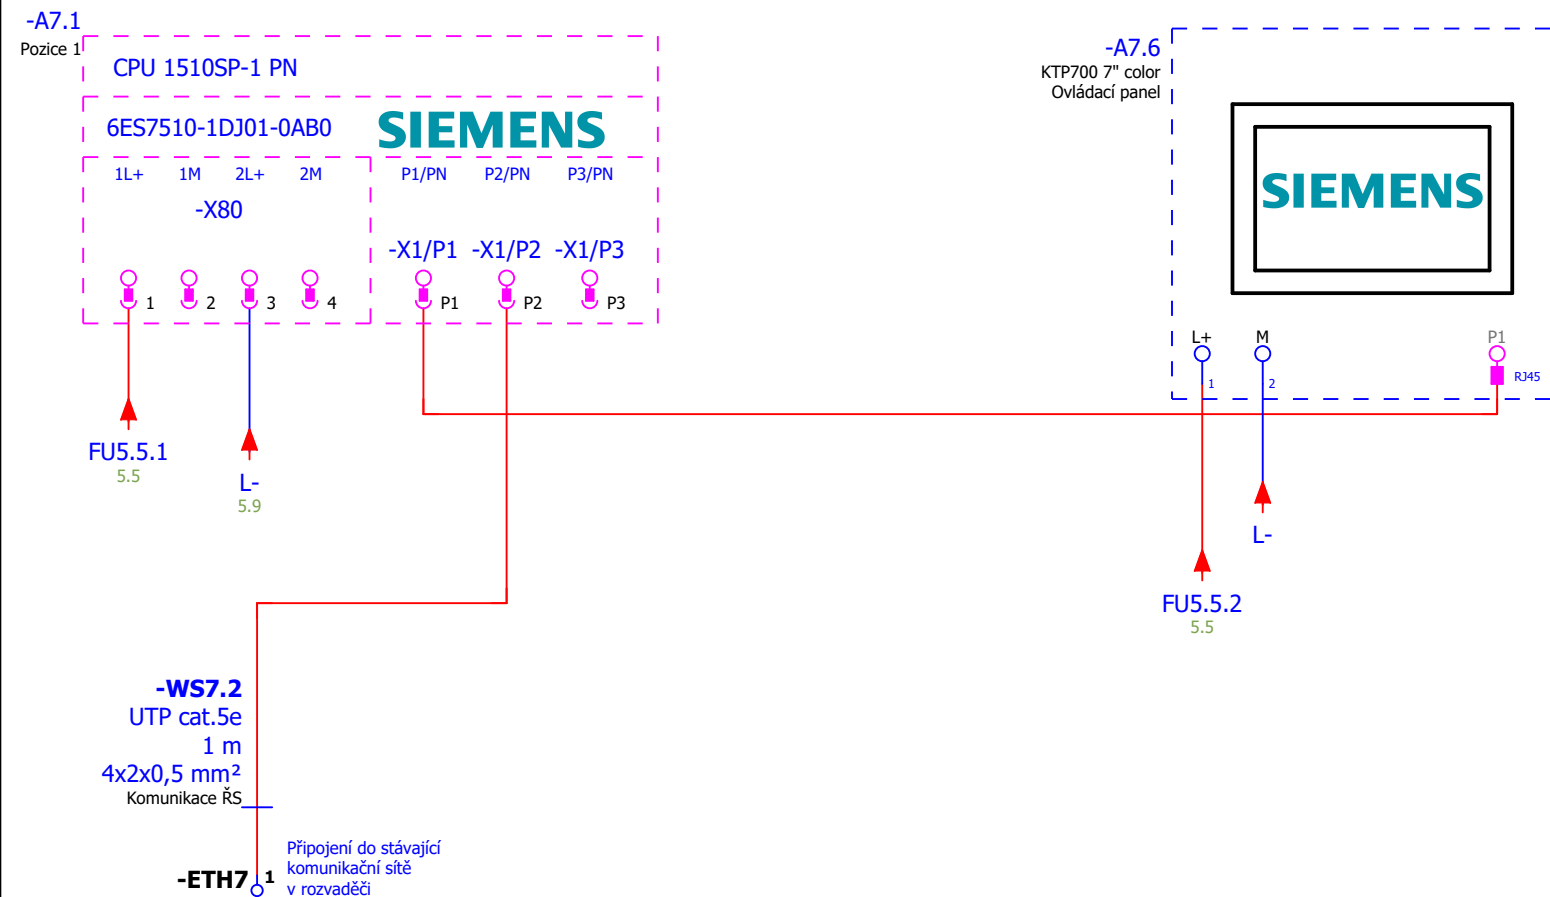 -A7.1
Pozice 1
CPU 1510SP-1 PN
6ES7510-1DJ01-0AB0
SIEMENS
1L+ 1M 2L+ 2M P1/PN P2/PN P3/PN
-X80
-X1/P1 -X1/P2 -X1/P3
1 2 3 4 P1 P2 P3
FU5.5.1
5.5
L-
5.9
-A7.6
KTP700 7" color
Ovládací panel
SIEMENS
L+ M P1
1 2 RJ45
L-
FU5.5.2
5.5
-WS7.2
UTP cat.5e
1 m
4x2x0,5 mm²
Komunikace ŘS
-ETH7 1
Připojení do stávající
komunikační sítě
v rozvaděči